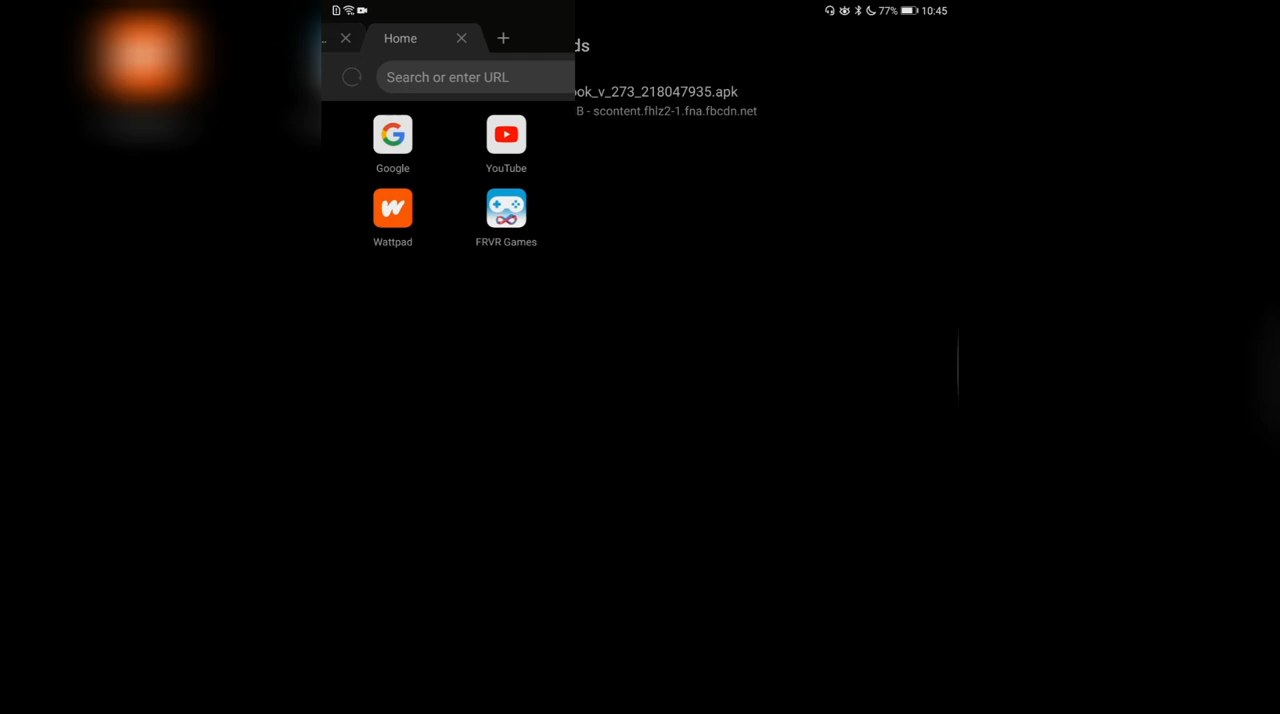 77% 10:45
.. Home
Search or enter URL
ds
ook_v_273_218047935.apk
B - scontent.fhlz2-1.fna.fbcdn.net
Google YouTube
Wattpad FRVR Games